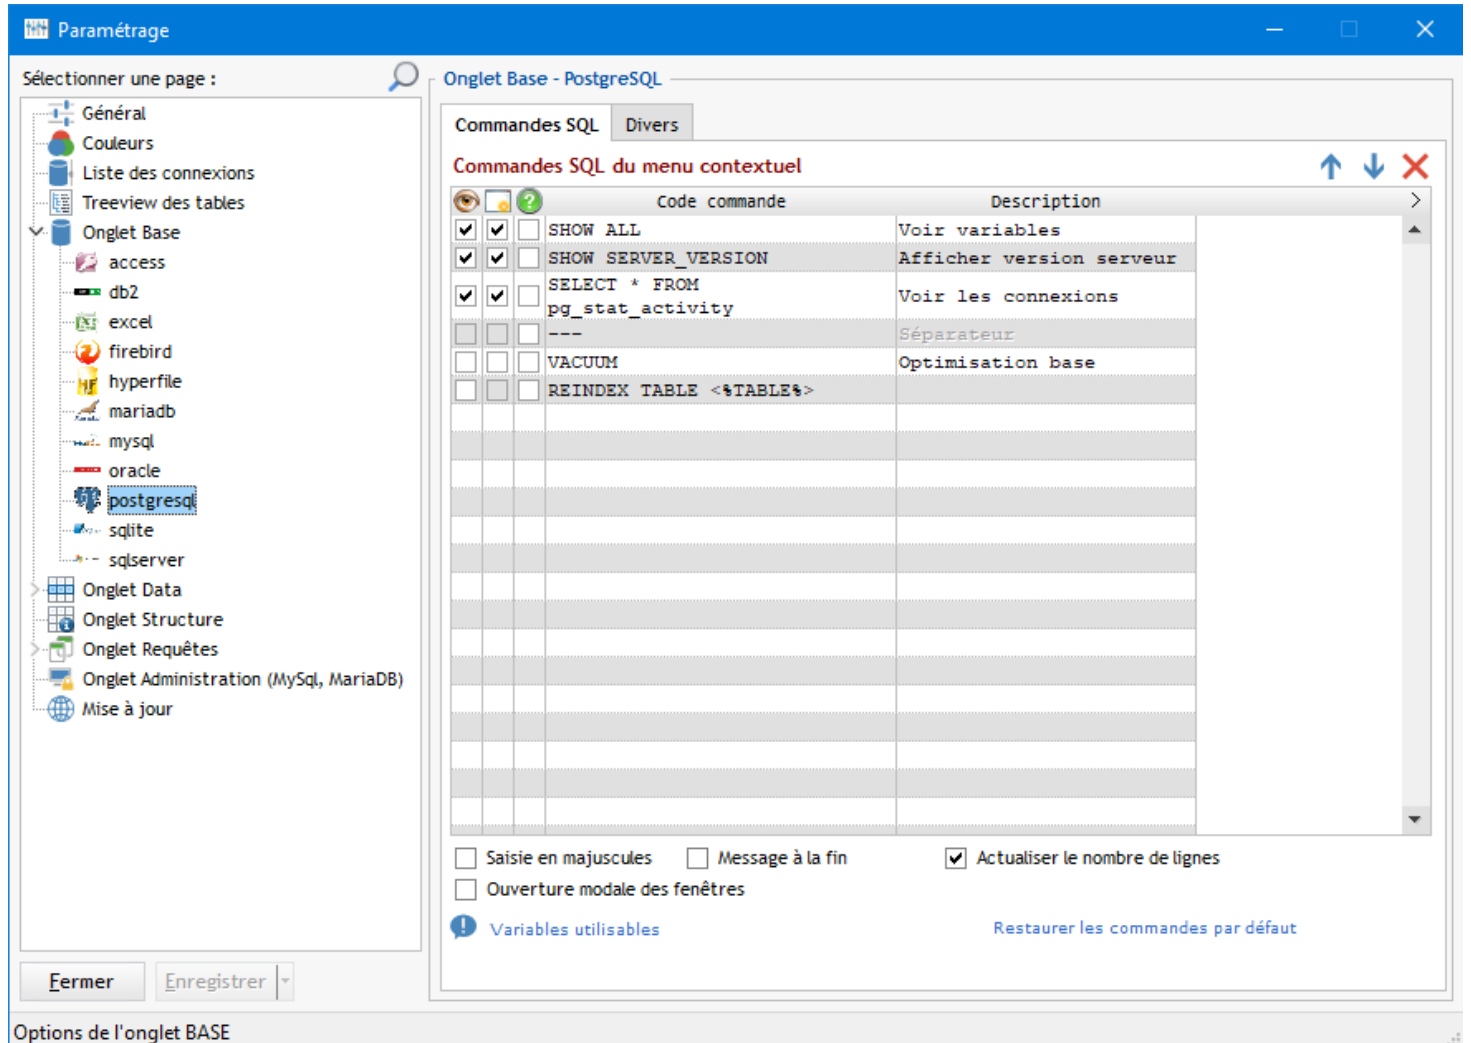 Paramétrage
Sélectionner une page :
Général
Couleurs
Liste des connexions
Treeview des tables
Onglet Base
access
db2
excel
firebird
hyperfile
mariadb
mysql
oracle
postgresql
sqlite
sqlserver
Onglet Data
Onglet Structure
Onglet Requêtes
Onglet Administration (MySql, MariaDB)
Mise à jour
Fermer
Enregistrer
Onglet Base - PostgreSQL
Commandes SQL
Divers
Commandes SQL du menu contextuel
Code commande Description
SHOW ALL Voir variables
SHOW SERVER_VERSION Afficher version serveur
SELECT * FROM
pg_stat_activity Voir les connexions
--- Séparateur
VACUUM Optimisation base
REINDEX TABLE <%TABLE%>
Saisie en majuscules Message à la fin Actualiser le nombre de lignes
Ouverture modale des fenêtres
Variables utilisables Restaurer les commandes par défaut
Options de l'onglet BASE